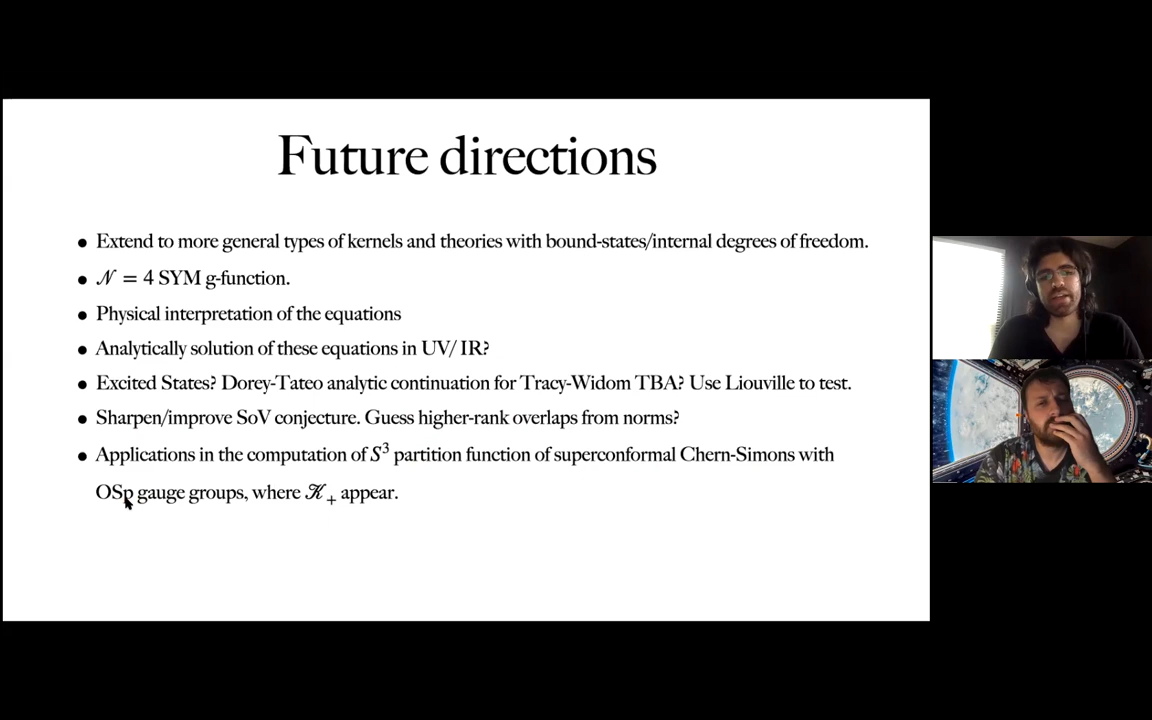 Future directions
• Extend to more general types of kernels and theories with bound-states/internal degrees of freedom.
• 𝒩 = 4 SYM g-function.
• Physical interpretation of the equations
• Analytically solution of these equations in UV/ IR?
• Excited States? Dorey-Tateo analytic continuation for Tracy-Widom TBA? Use Liouville to test.
• Sharpen/improve SoV conjecture. Guess higher-rank overlaps from norms?
• Applications in the computation of S³ partition function of superconformal Chern-Simons with
OSp gauge groups, where 𝒦₊ appear.